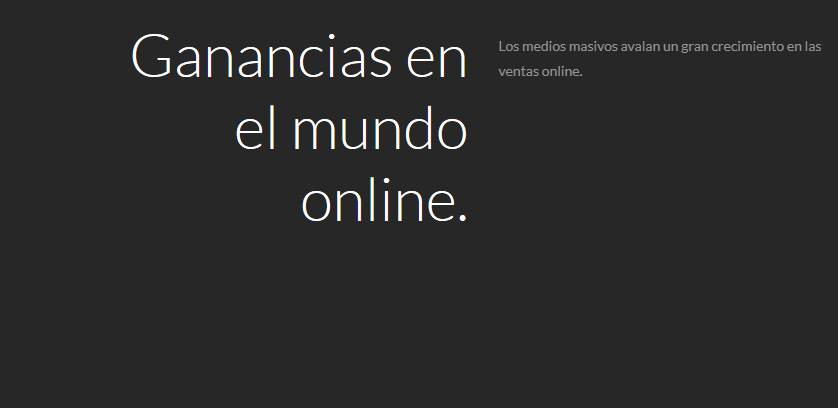 Ganancias en
el mundo
online.
Los medios masivos avalan un gran crecimiento en las
ventas online.